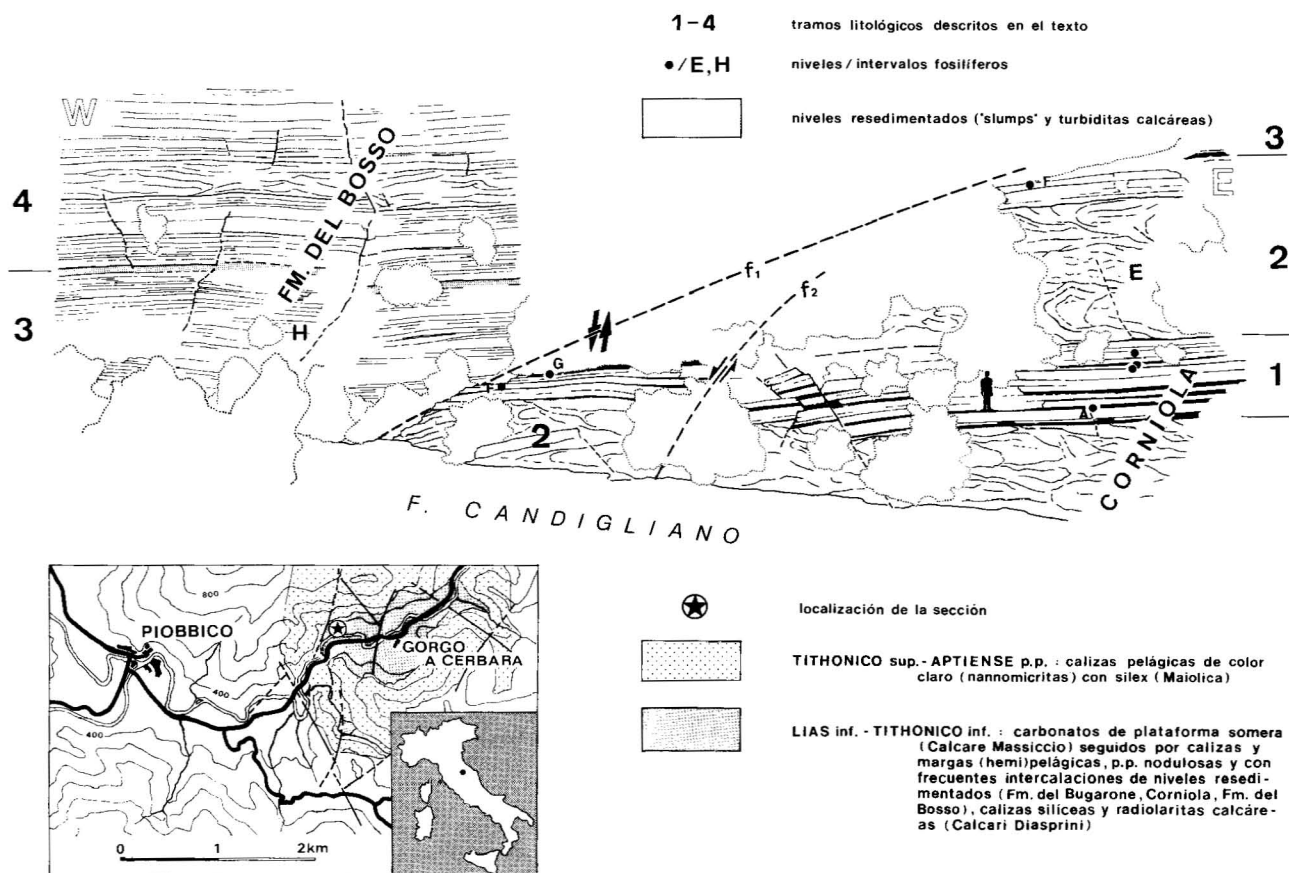 1-4 tramos litológicos descritos en el texto
•/E,H niveles/intervalos fosilíferos
niveles resedimentados ("slumps" y turbiditas calcáreas)
W
FM. DEL BOSSO
4
3
H
3
E
2
1
F
E
f1
f2
G
F
2
A
CORNIOLA
F. CANDIGLIANO
800
PIOBBICO
400
400
GORGO
A CERBARA
0 1 2km
localización de la sección
TITHONICO sup.-APTIENSE p.p. : calizas pelágicas de color
claro (nannomicritas) con silex (Maiolica)
LIAS inf.-TITHONICO inf. : carbonatos de plataforma somera
(Calcare Massiccio) seguidos por calizas y
margas (hemi)pelágicas, p.p. nodulosas y con
frecuentes intercalaciones de niveles resedi-
mentados (Fm. del Bugarone, Corniola, Fm. del
Bosso), calizas silíceas y radiolaritas calcáre-
as (Calcari Diasprini)